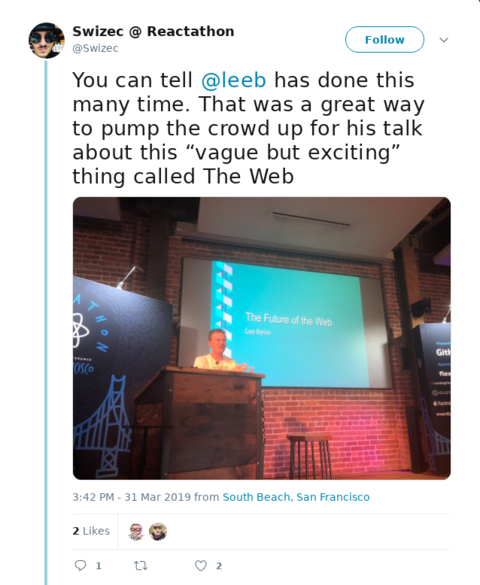 Swizec @ Reactathon
@Swizec
Follow
You can tell @leeb has done this
many time. That was a great way
to pump the crowd up for his talk
about this “vague but exciting”
thing called The Web
The Future of the Web
Lee Byron
ATHON
3:42 PM - 31 Mar 2019 from South Beach, San Francisco
2 Likes
1
2